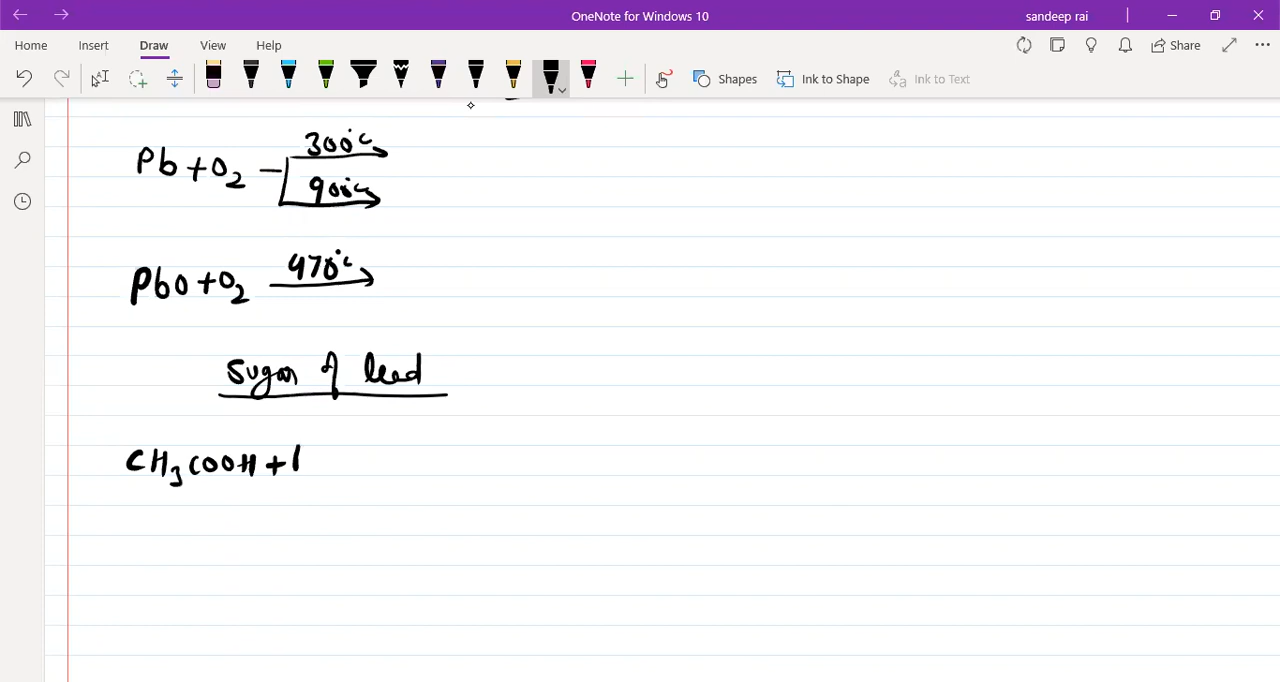 OneNote for Windows 10
sandeep rai
Home Insert Draw View Help
Share
Shapes Ink to Shape Ink to Text
Pb + O2 300°C
900°C
PbO + O2 470°C
Sugar of lead
CH3COOH +